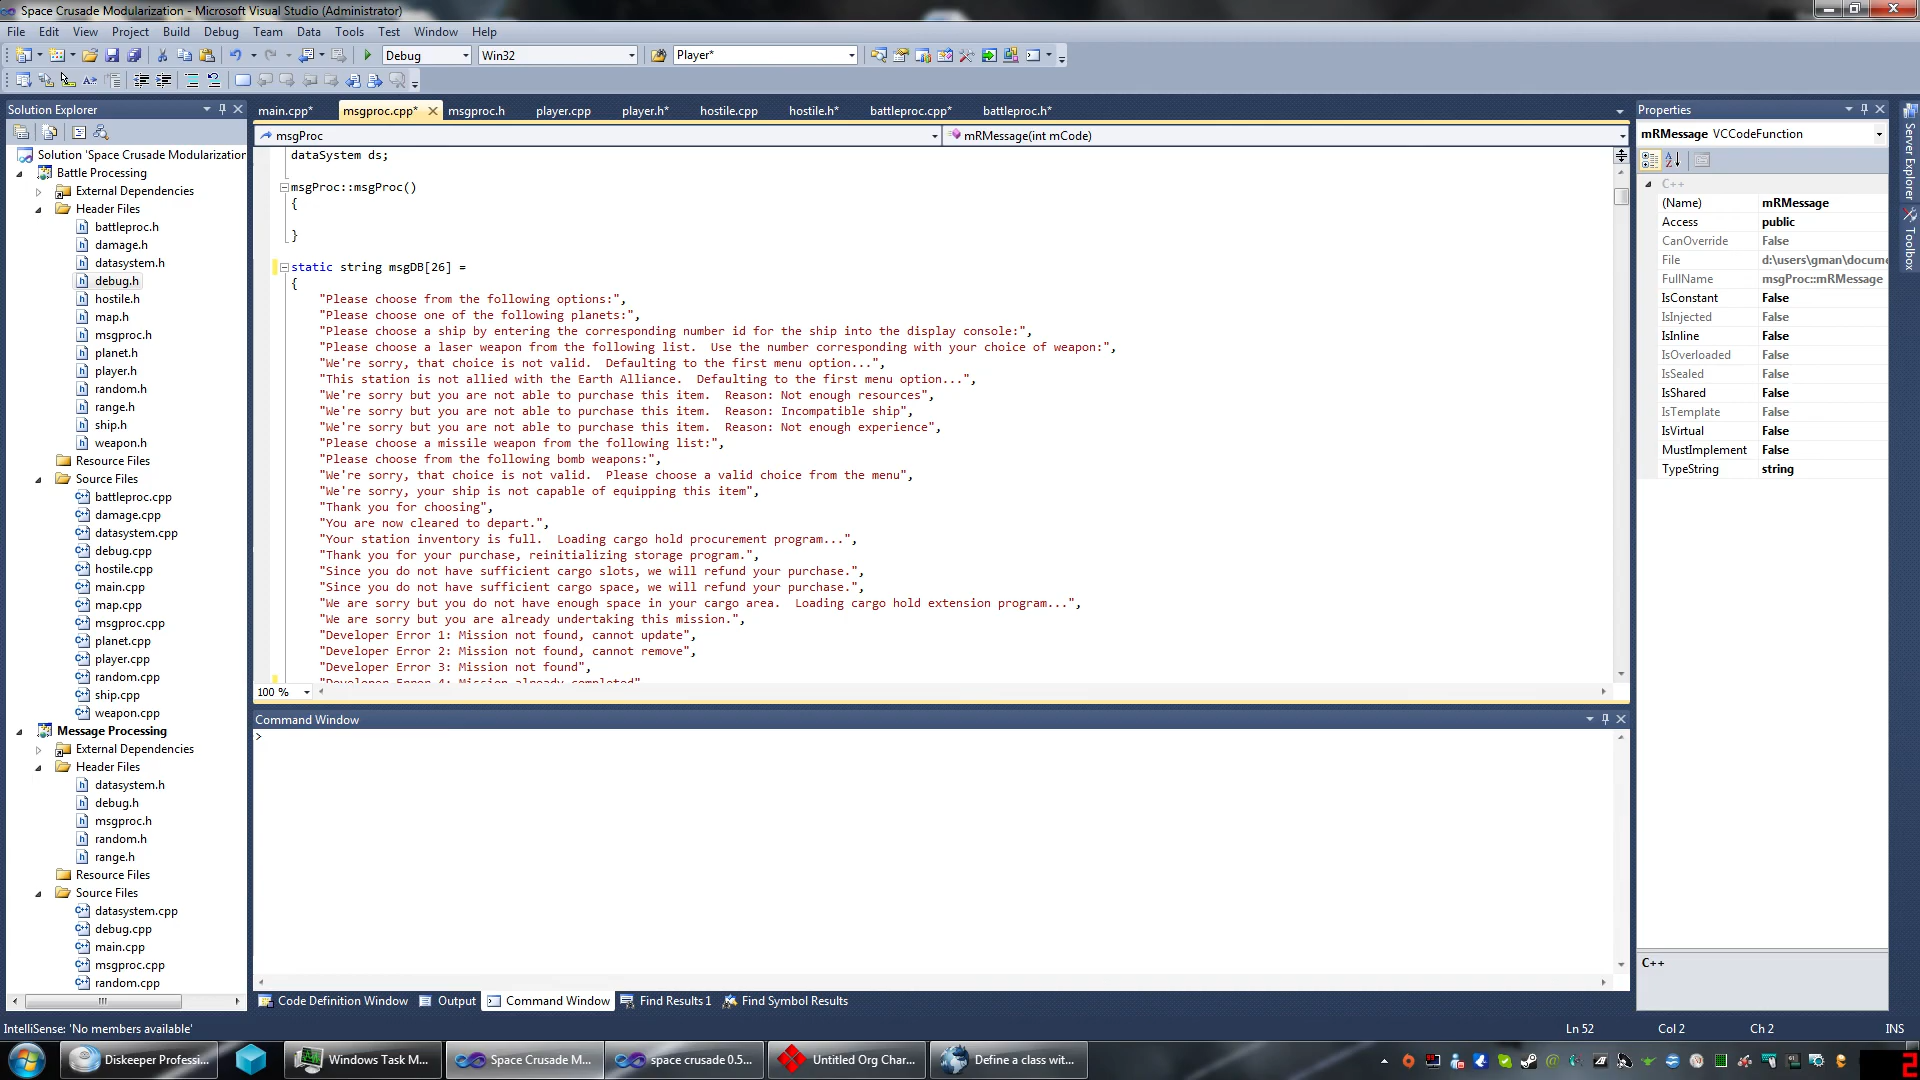 Space Crusade Modularization - Microsoft Visual Studio (Administrator)
File Edit View Project Build Debug Team Data Tools Test Window Help
Debug Win32 Player*
Solution Explorer
main.cpp* msgproc.cpp* msgproc.h player.cpp player.h* hostile.cpp hostile.h* battleproc.cpp* battleproc.h*
msgProc
mRMessage(int mCode)
Solution 'Space Crusade Modularization
Battle Processing
External Dependencies
Header Files
battleproc.h
damage.h
datasystem.h
debug.h
hostile.h
map.h
msgproc.h
planet.h
player.h
random.h
range.h
ship.h
weapon.h
Resource Files
Source Files
battleproc.cpp
damage.cpp
datasystem.cpp
debug.cpp
hostile.cpp
main.cpp
map.cpp
msgproc.cpp
planet.cpp
player.cpp
random.cpp
ship.cpp
weapon.cpp
Message Processing
External Dependencies
Header Files
datasystem.h
debug.h
msgproc.h
random.h
range.h
Resource Files
Source Files
datasystem.cpp
debug.cpp
main.cpp
msgproc.cpp
random.cpp
dataSystem ds;
msgProc::msgProc()
{
}
static string msgDB[26] =
{
"Please choose from the following options:",
"Please choose one of the following planets:",
"Please choose a ship by entering the corresponding number id for the ship into the display console:",
"Please choose a laser weapon from the following list.  Use the number corresponding with your choice of weapon:",
"We're sorry, that choice is not valid.  Defaulting to the first menu option...",
"This station is not allied with the Earth Alliance.  Defaulting to the first menu option...",
"We're sorry but you are not able to purchase this item.  Reason: Not enough resources",
"We're sorry but you are not able to purchase this item.  Reason: Incompatible ship",
"We're sorry but you are not able to purchase this item.  Reason: Not enough experience",
"Please choose a missile weapon from the following list:",
"Please choose from the following bomb weapons:",
"We're sorry, that choice is not valid.  Please choose a valid choice from the menu",
"We're sorry, your ship is not capable of equipping this item",
"Thank you for choosing",
"You are now cleared to depart.",
"Your station inventory is full.  Loading cargo hold procurement program...",
"Thank you for your purchase, reinitializing storage program.",
"Since you do not have sufficient cargo slots, we will refund your purchase.",
"Since you do not have sufficient cargo space, we will refund your purchase.",
"We are sorry but you do not have enough space in your cargo area.  Loading cargo hold extension program...",
"We are sorry but you are already undertaking this mission.",
"Developer Error 1: Mission not found, cannot update",
"Developer Error 2: Mission not found, cannot remove",
"Developer Error 3: Mission not found",
"Developer Error 4: Mission already completed"
100 %
Command Window
>
Code Definition Window Output Command Window Find Results 1 Find Symbol Results
Properties
mRMessage VCCodeFunction
C++
(Name) mRMessage
Access public
CanOverride False
File d:\users\gman\docume
FullName msgProc::mRMessage
IsConstant False
IsInjected False
IsInline False
IsOverloaded False
IsSealed False
IsShared False
IsTemplate False
IsVirtual False
MustImplement False
TypeString string
C++
Server Explorer
Toolbox
IntelliSense: 'No members available' Ln 52 Col 2 Ch 2 INS
Diskeeper Professi... Windows Task M... Space Crusade M... space crusade 0.5... Untitled Org Char... Define a class wit...
2